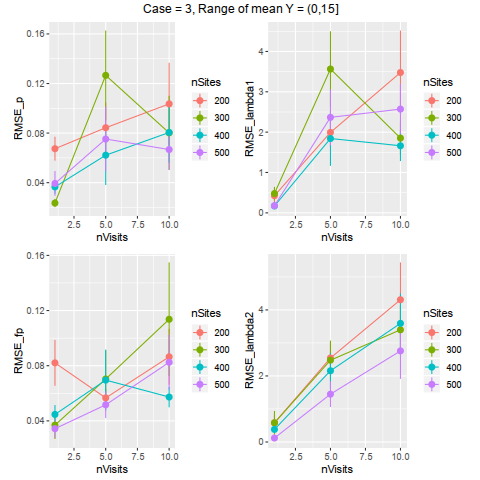 Case = 3, Range of mean Y = (0,15]
RMSE_p
0.16
0.12
0.08
0.04
2.5 5.0 7.5 10.0
nVisits
nSites
200
300
400
500
RMSE_lambda1
4
3
2
1
0
2.5 5.0 7.5 10.0
nVisits
nSites
200
300
400
500
RMSE_fp
0.16
0.12
0.08
0.04
2.5 5.0 7.5 10.0
nVisits
nSites
200
300
400
500
RMSE_lambda2
4
2
0
2.5 5.0 7.5 10.0
nVisits
nSites
200
300
400
500